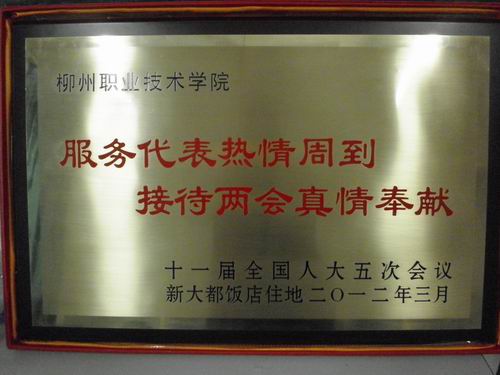 柳州职业技术学院
服务代表热情周到
接待两会真情奉献
十一届全国人大五次会议
新大都饭店住地二〇一二年三月